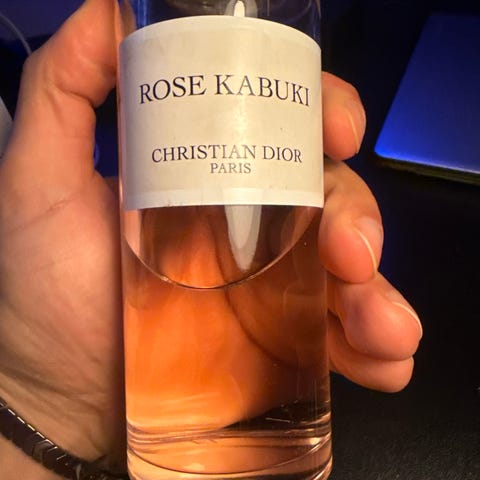 ROSE KABUKI
CHRISTIAN DIOR
PARIS